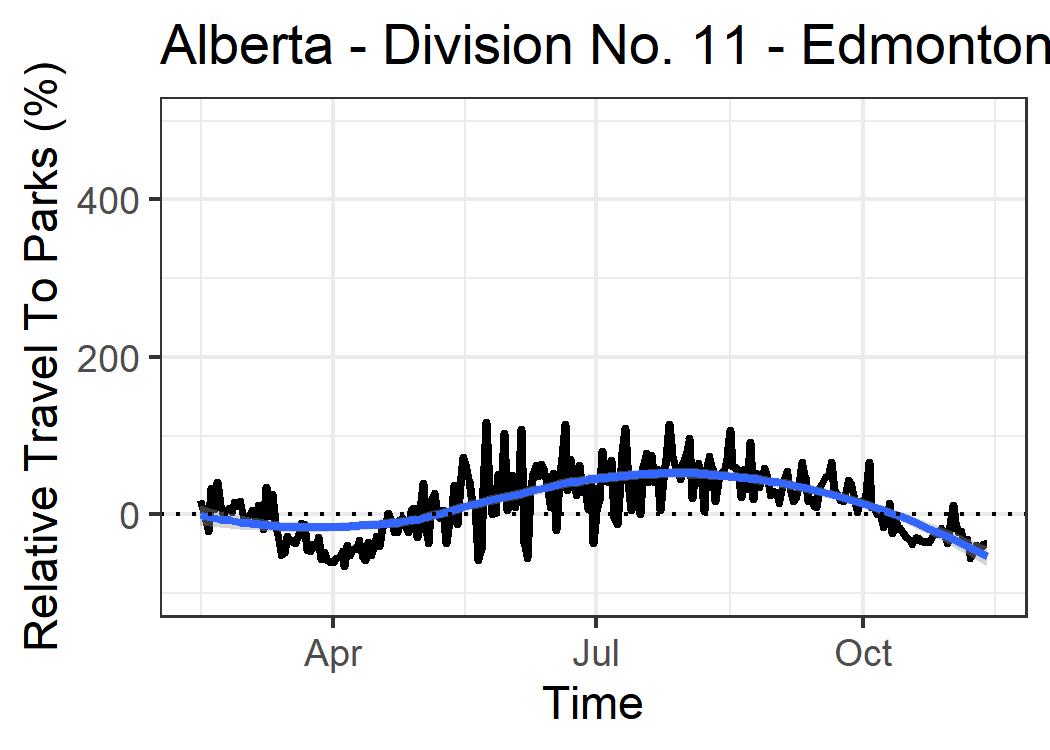 Alberta - Division No. 11 - Edmonton
Relative Travel To Parks (%)
400
200
0
Apr
Jul
Oct
Time